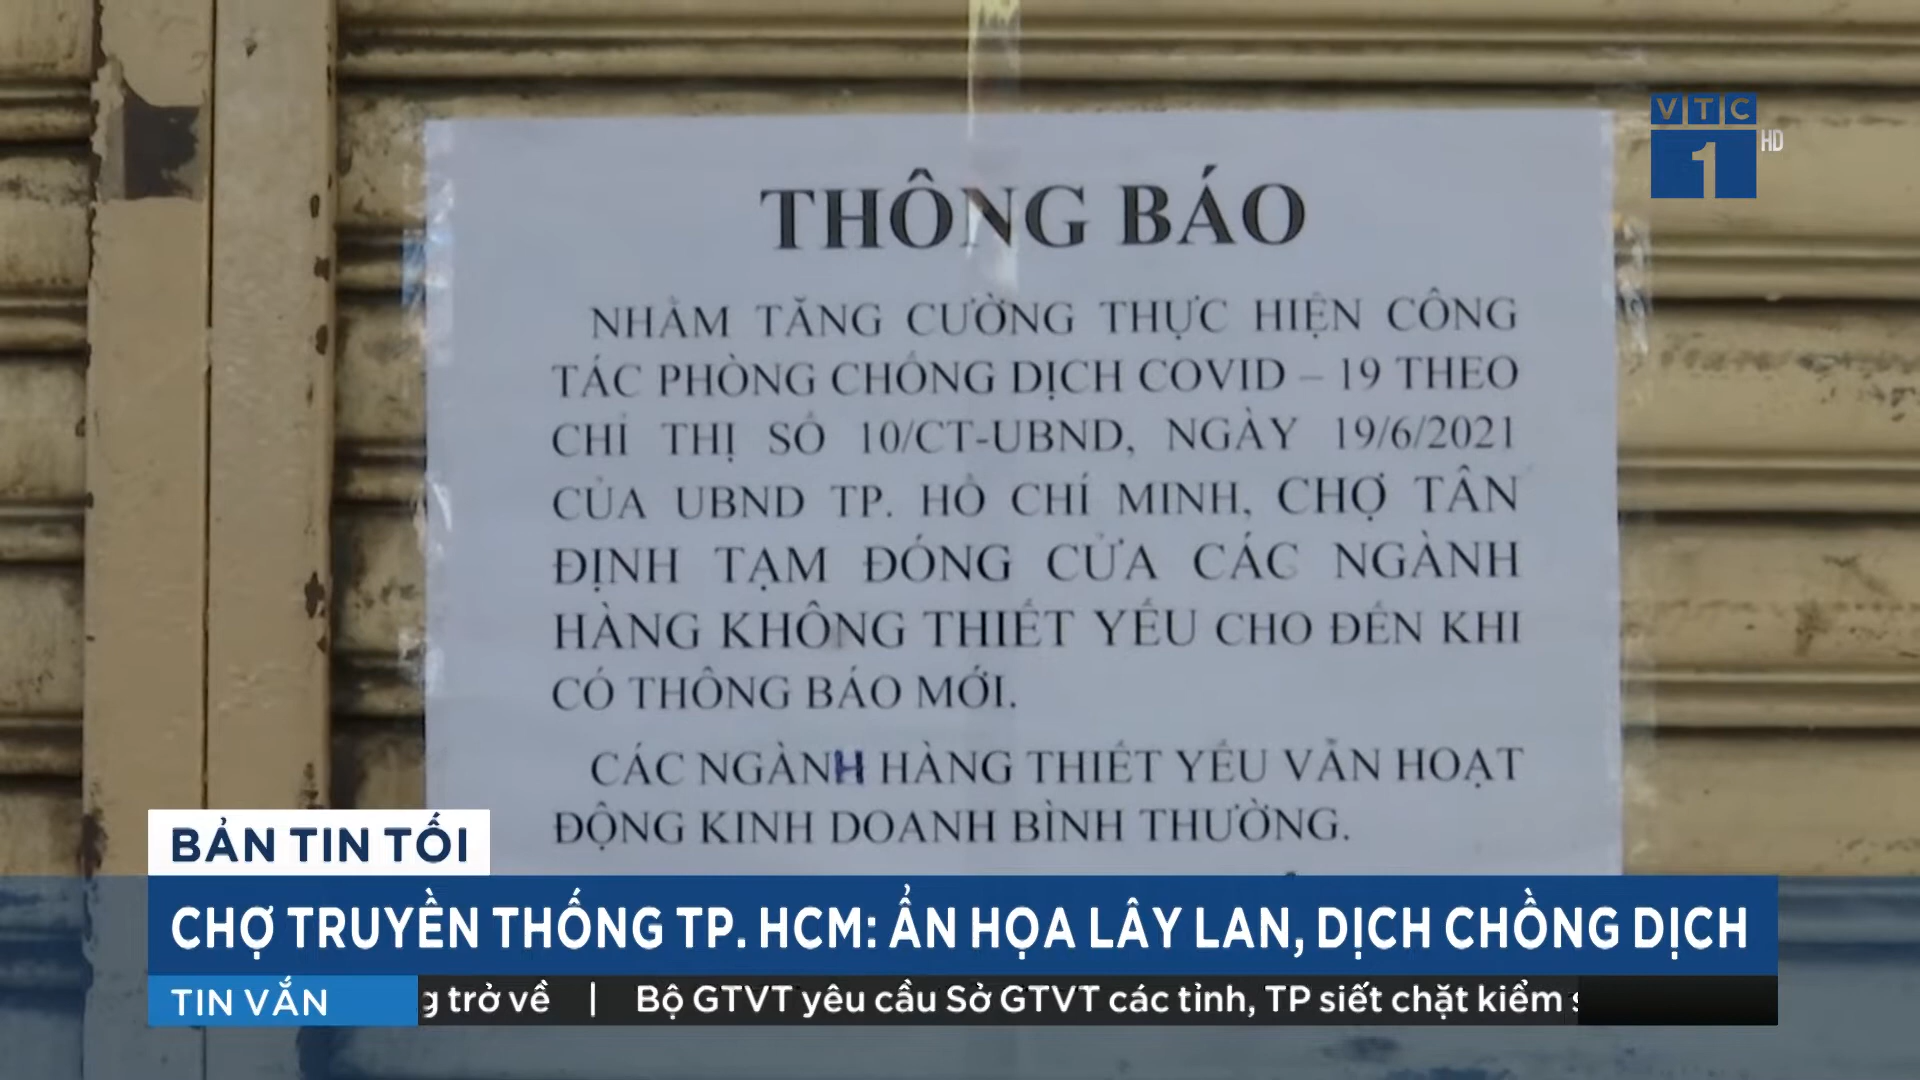 VTC
1 HD
THÔNG BÁO
NHẰM TĂNG CƯỜNG THỰC HIỆN CÔNG
TÁC PHÒNG CHỐNG DỊCH COVID – 19 THEO
CHỈ THỊ SỐ 10/CT-UBND, NGÀY 19/6/2021
CỦA UBND TP. HỒ CHÍ MINH, CHỢ TÂN
ĐỊNH TẠM ĐÓNG CỬA CÁC NGÀNH
HÀNG KHÔNG THIẾT YẾU CHO ĐẾN KHI
CÓ THÔNG BÁO MỚI.
CÁC NGÀNH HÀNG THIẾT YẾU VẪN HOẠT
ĐỘNG KINH DOANH BÌNH THƯỜNG.
BẢN TIN TỐI
CHỢ TRUYỀN THỐNG TP. HCM: ẨN HỌA LÂY LAN, DỊCH CHỒNG DỊCH
TIN VẮN g trở về | Bộ GTVT yêu cầu Sở GTVT các tỉnh, TP siết chặt kiểm